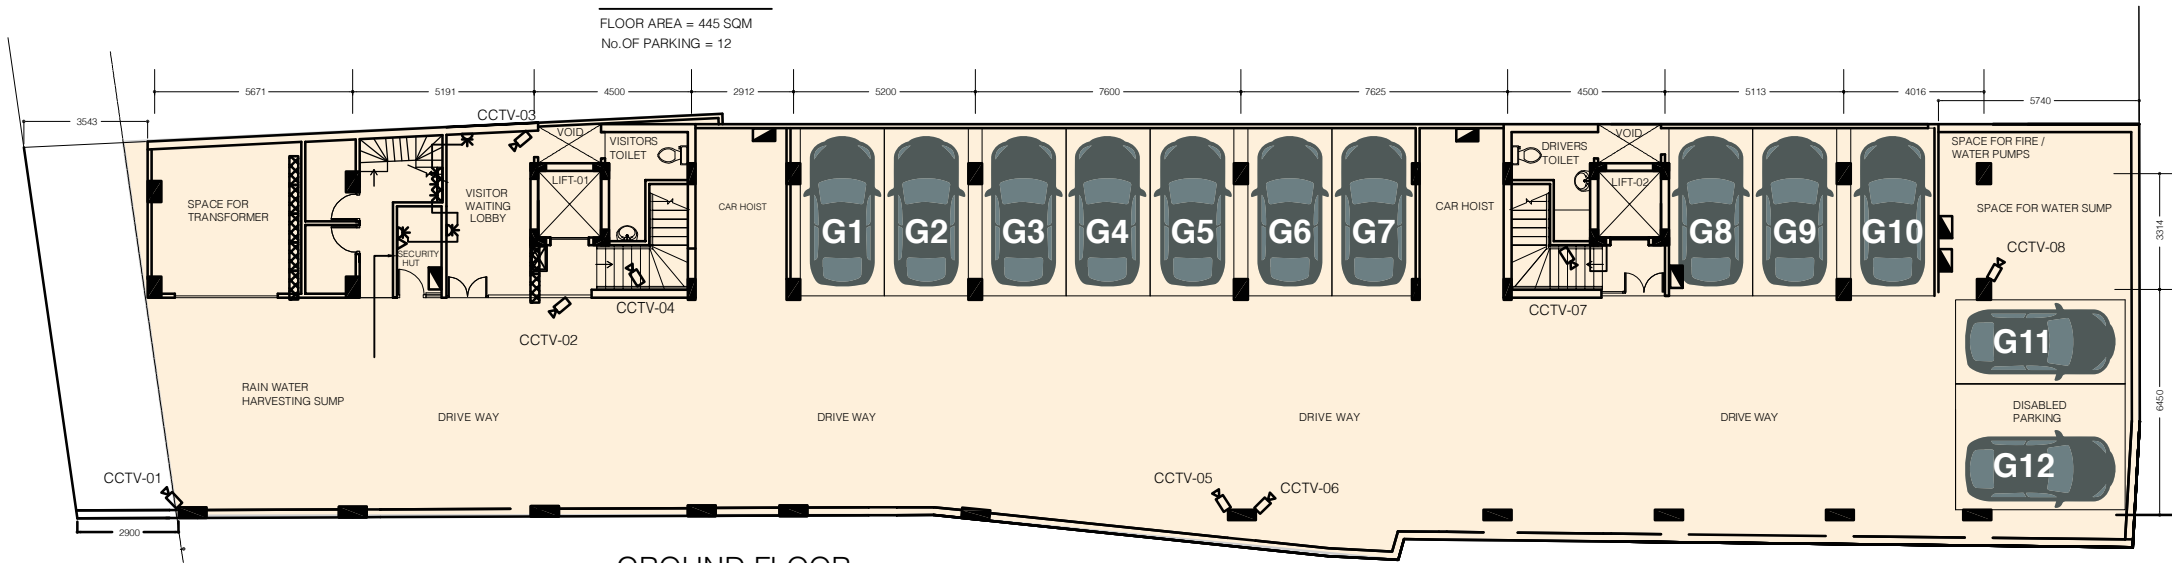 FLOOR AREA = 445 SQM
No.OF PARKING = 12
5671
5191
4500
2912
5200
7600
7625
4500
5113
4016
5740
3543
CCTV-03
VOID
VISITORS
TOILET
LIFT-01
SPACE FOR
TRANSFORMER
VISITOR
WAITING
LOBBY
SECURITY
HUT
CAR HOIST
G1
G2
G3
G4
G5
G6
G7
CAR HOIST
VOID
DRIVERS
TOILET
LIFT-02
G8
G9
G10
SPACE FOR FIRE /
WATER PUMPS
SPACE FOR WATER SUMP
3314
CCTV-08
CCTV-04
CCTV-02
CCTV-07
G11
RAIN WATER
HARVESTING SUMP
DRIVE WAY
DRIVE WAY
DRIVE WAY
DRIVE WAY
DISABLED
PARKING
6450
G12
CCTV-01
CCTV-05
CCTV-06
2900
GROUND FLOOR